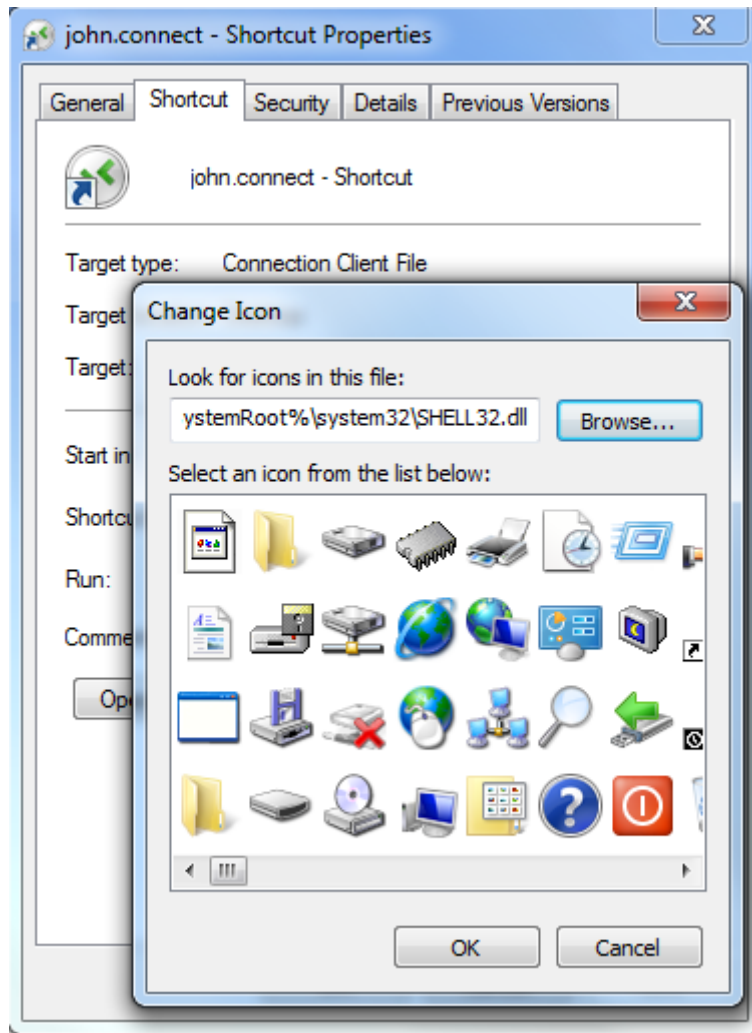 john.connect - Shortcut Properties
General Shortcut Security Details Previous Versions
john.connect - Shortcut
Target type: Connection Client File
Target
Target:
Change Icon
Look for icons in this file:
ystemRoot%\system32\SHELL32.dll Browse...
Select an icon from the list below:
Start in
Shortcu
Run:
Comme
Ope
OK Cancel